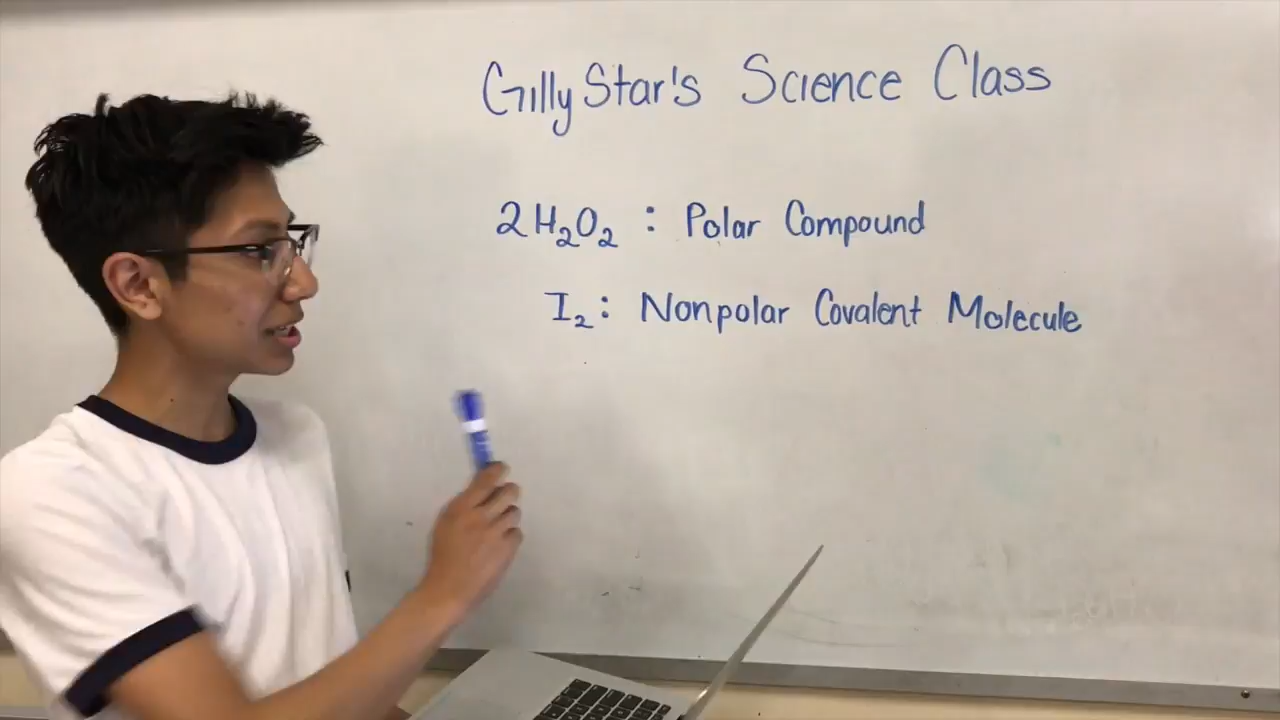 GillyStar's Science Class
2H₂O₂ : Polar Compound
I₂ : Nonpolar Covalent Molecule